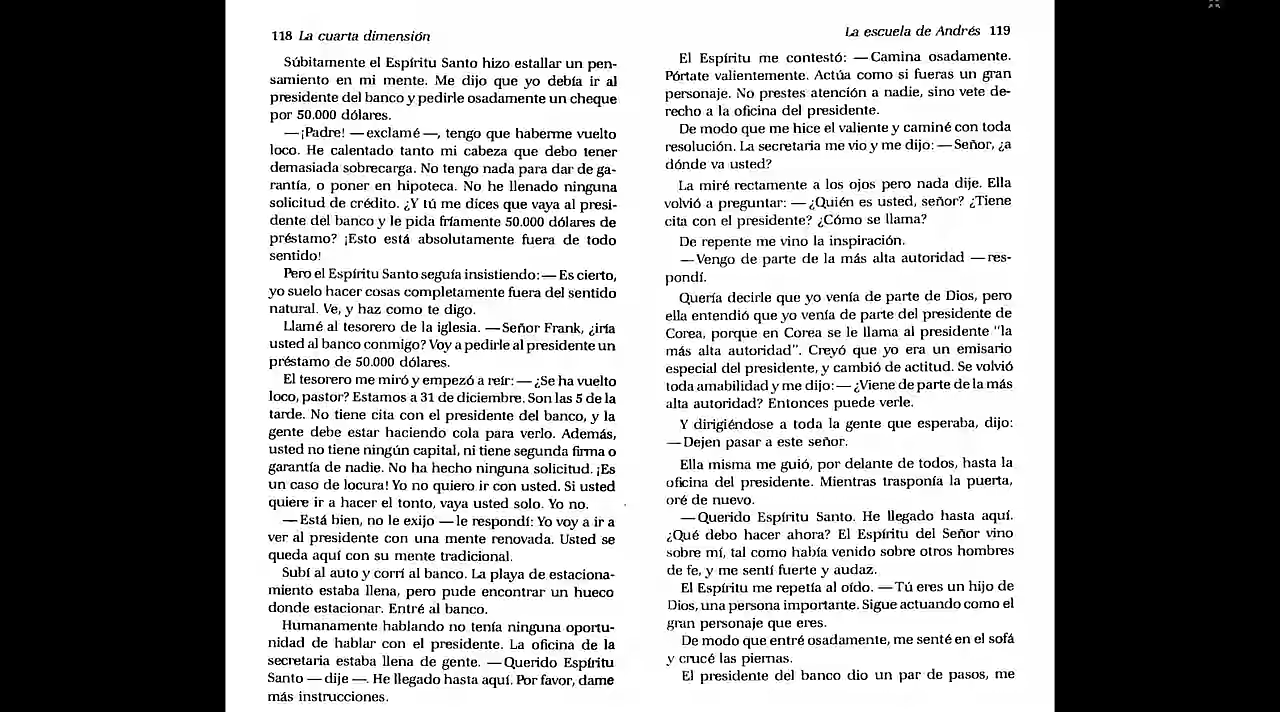 118 La cuarta dimensión
Súbitamente el Espíritu Santo hizo estallar un pen-
samiento en mi mente. Me dijo que yo debía ir al
presidente del banco y pedirle osadamente un cheque
por 50.000 dólares.
—¡Padre! —exclamé—, tengo que haberme vuelto
loco. He calentado tanto mi cabeza que debo tener
demasiada sobrecarga. No tengo nada para dar de ga-
rantía, o poner en hipoteca. No he llenado ninguna
solicitud de crédito. ¿Y tú me dices que vaya al presi-
dente del banco y le pida fríamente 50.000 dólares de
préstamo? ¡Esto está absolutamente fuera de todo
sentido!
Pero el Espíritu Santo seguía insistiendo: — Es cierto,
yo suelo hacer cosas completamente fuera del sentido
natural. Ve, y haz como te digo.
Llamé al tesorero de la iglesia. —Señor Frank, ¿iría
usted al banco conmigo? Voy a pedirle al presidente un
préstamo de 50.000 dólares.
El tesorero me miró y empezó a reír: — ¿Se ha vuelto
loco, pastor? Estamos a 31 de diciembre. Son las 5 de la
tarde. No tiene cita con el presidente del banco, y la
gente debe estar haciendo cola para verlo. Además,
usted no tiene ningún capital, ni tiene segunda firma o
garantía de nadie. No ha hecho ninguna solicitud. ¡Es
un caso de locura! Yo no quiero ir con usted. Si usted
quiere ir a hacer el tonto, vaya usted solo. Yo no.
—Está bien, no le exijo —le respondí: Yo voy a ir a
ver al presidente con una mente renovada. Usted se
queda aquí con su mente tradicional.
Subí al auto y corrí al banco. La playa de estaciona-
miento estaba llena, pero pude encontrar un hueco
donde estacionar. Entré al banco.
Humanamente hablando no tenía ninguna oportu-
nidad de hablar con el presidente. La oficina de la
secretaria estaba llena de gente. —Querido Espíritu
Santo —dije —. He llegado hasta aquí. Por favor, dame
más instrucciones.
La escuela de Andrés 119
El Espíritu me contestó: —Camina osadamente.
Pórtate valientemente. Actúa como si fueras un gran
personaje. No prestes atención a nadie, sino vete de-
recho a la oficina del presidente.
De modo que me hice el valiente y caminé con toda
resolución. La secretaria me vio y me dijo: —Señor, ¿a
dónde va usted?
La miré rectamente a los ojos pero nada dije. Ella
volvió a preguntar: —¿Quién es usted, señor? ¿Tiene
cita con el presidente? ¿Cómo se llama?
De repente me vino la inspiración.
—Vengo de parte de la más alta autoridad —res-
pondí.
Quería decirle que yo venía de parte de Dios, pero
ella entendió que yo venía de parte del presidente de
Corea, porque en Corea se le llama al presidente "la
más alta autoridad". Creyó que yo era un emisario
especial del presidente, y cambió de actitud. Se volvió
toda amabilidad y me dijo: —¿Viene de parte de la más
alta autoridad? Entonces puede verle.
Y dirigiéndose a toda la gente que esperaba, dijo:
—Dejen pasar a este señor.
Ella misma me guió, por delante de todos, hasta la
oficina del presidente. Mientras trasponía la puerta,
oré de nuevo.
—Querido Espíritu Santo. He llegado hasta aquí.
¿Qué debo hacer ahora? El Espíritu del Señor vino
sobre mí, tal como había venido sobre otros hombres
de fe, y me sentí fuerte y audaz.
El Espíritu me repetía al oído. —Tú eres un hijo de
Dios, una persona importante. Sigue actuando como el
gran personaje que eres.
De modo que entré osadamente, me senté en el sofá
y crucé las piernas.
El presidente del banco dio un par de pasos, me